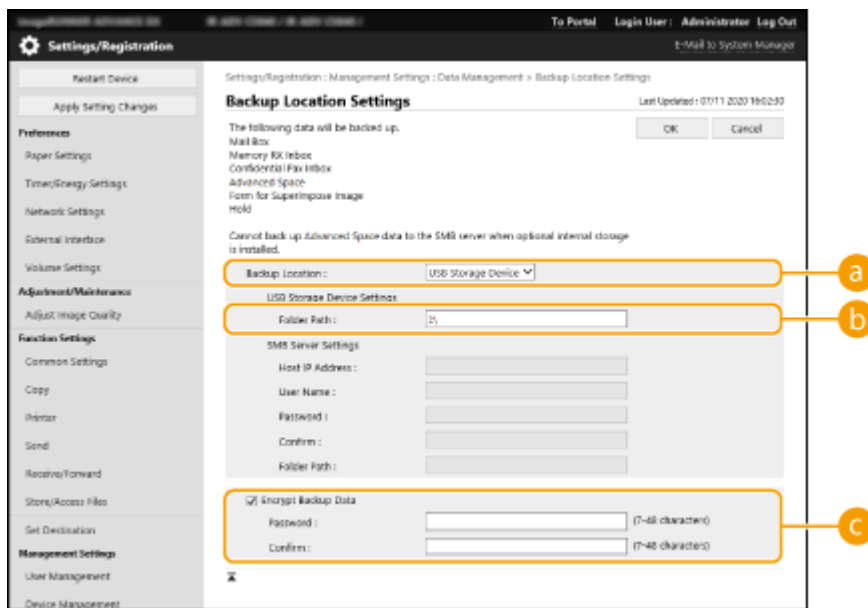 To Portal Login User : Administrator Log Out
Settings/Registration
E-Mail to System Manager
Restart Device
Apply Setting Changes
Preferences
Paper Settings
Timer/Energy Settings
Network Settings
External Interface
Volume Settings
Adjustment/Maintenance
Adjust Image Quality
Function Settings
Common Settings
Copy
Printer
Send
Receive/Forward
Store/Access Files
Set Destination
Management Settings
User Management
Device Management
Settings/Registration : Management Settings : Data Management > Backup Location Settings
Backup Location Settings
Last Updated : 07/11 2020 16:02:30
The following data will be backed up.
OK Cancel
Mail Box
Memory RX Inbox
Confidential Fax Inbox
Advanced Space
Form for Superimpose Image
Hold
Cannot back up Advanced Space data to the SMB server when optional internal storage
is installed.
Backup Location : USB Storage Device
a
USB Storage Device Settings
Folder Path :
b
SMB Server Settings
Host IP Address :
User Name :
Password :
Confirm :
Folder Path :
Encrypt Backup Data
Password : (7-48 characters)
c
Confirm : (7-48 characters)